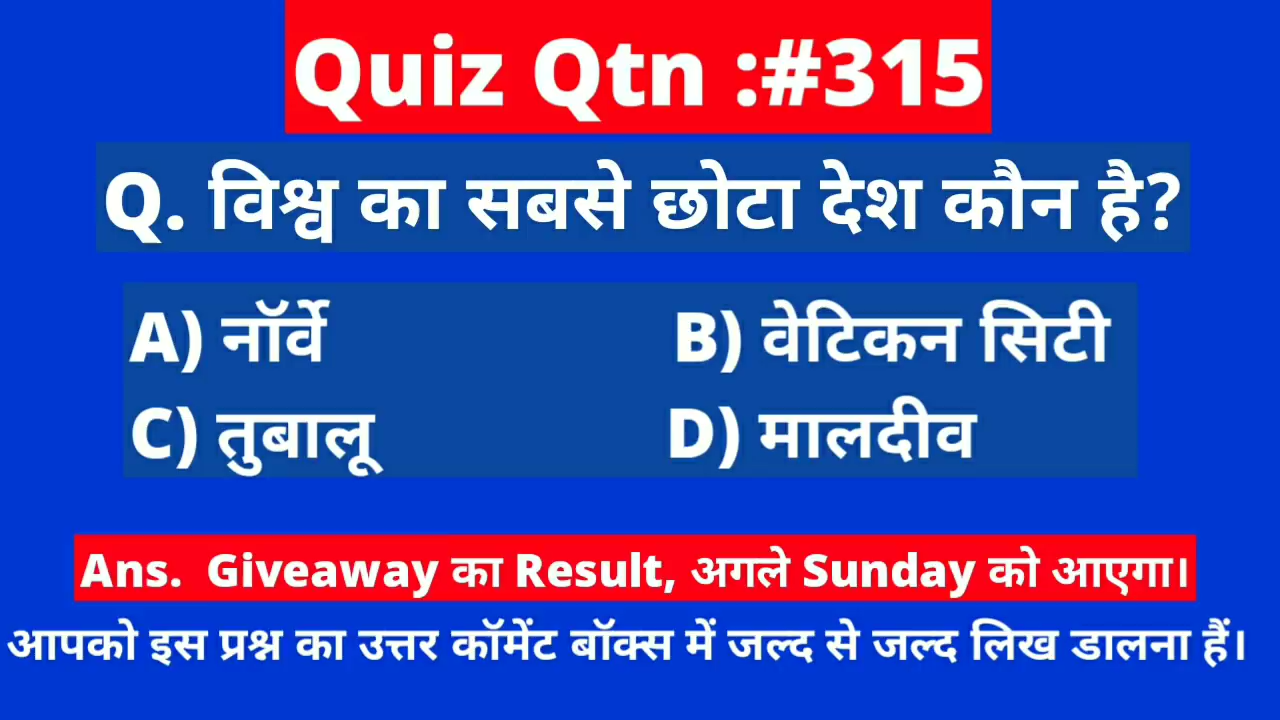 Quiz Qtn :#315
Q. विश्व का सबसे छोटा देश कौन है?
A) नॉर्वे B) वेटिकन सिटी
C) तुबालू D) मालदीव
Ans. Giveaway का Result, अगले Sunday को आएगा।
आपको इस प्रश्न का उत्तर कॉमेंट बॉक्स में जल्द से जल्द लिख डालना हैं।